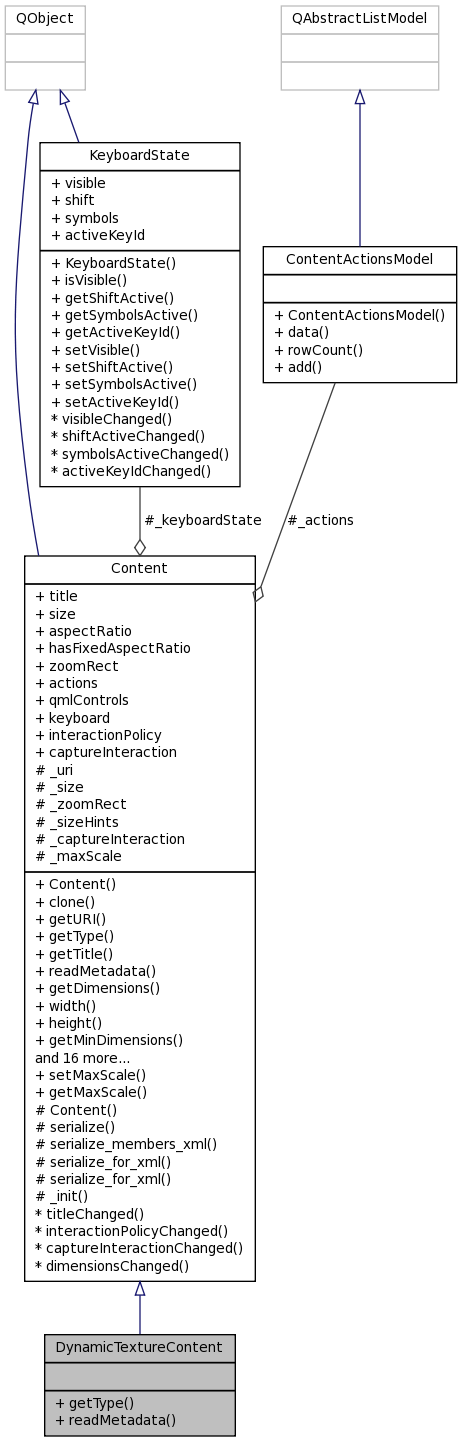 QObject
QAbstractListModel
KeyboardState
+ visible
+ shift
+ symbols
+ activeKeyId
+ KeyboardState()
+ isVisible()
+ getShiftActive()
+ getSymbolsActive()
+ getActiveKeyId()
+ setVisible()
+ setShiftActive()
+ setSymbolsActive()
+ setActiveKeyId()
* visibleChanged()
* shiftActiveChanged()
* symbolsActiveChanged()
* activeKeyIdChanged()
ContentActionsModel
+ ContentActionsModel()
+ data()
+ rowCount()
+ add()
#_keyboardState
#_actions
Content
+ title
+ size
+ aspectRatio
+ hasFixedAspectRatio
+ zoomRect
+ actions
+ qmlControls
+ keyboard
+ interactionPolicy
+ captureInteraction
# _uri
# _size
# _zoomRect
# _sizeHints
# _captureInteraction
# _maxScale
+ Content()
+ clone()
+ getURI()
+ getType()
+ getTitle()
+ readMetadata()
+ getDimensions()
+ width()
+ height()
+ getMinDimensions()
and 16 more...
+ setMaxScale()
+ getMaxScale()
# Content()
# serialize()
# serialize_members_xml()
# serialize_for_xml()
# serialize_for_xml()
# _init()
* titleChanged()
* interactionPolicyChanged()
* captureInteractionChanged()
* dimensionsChanged()
DynamicTextureContent
+ getType()
+ readMetadata()